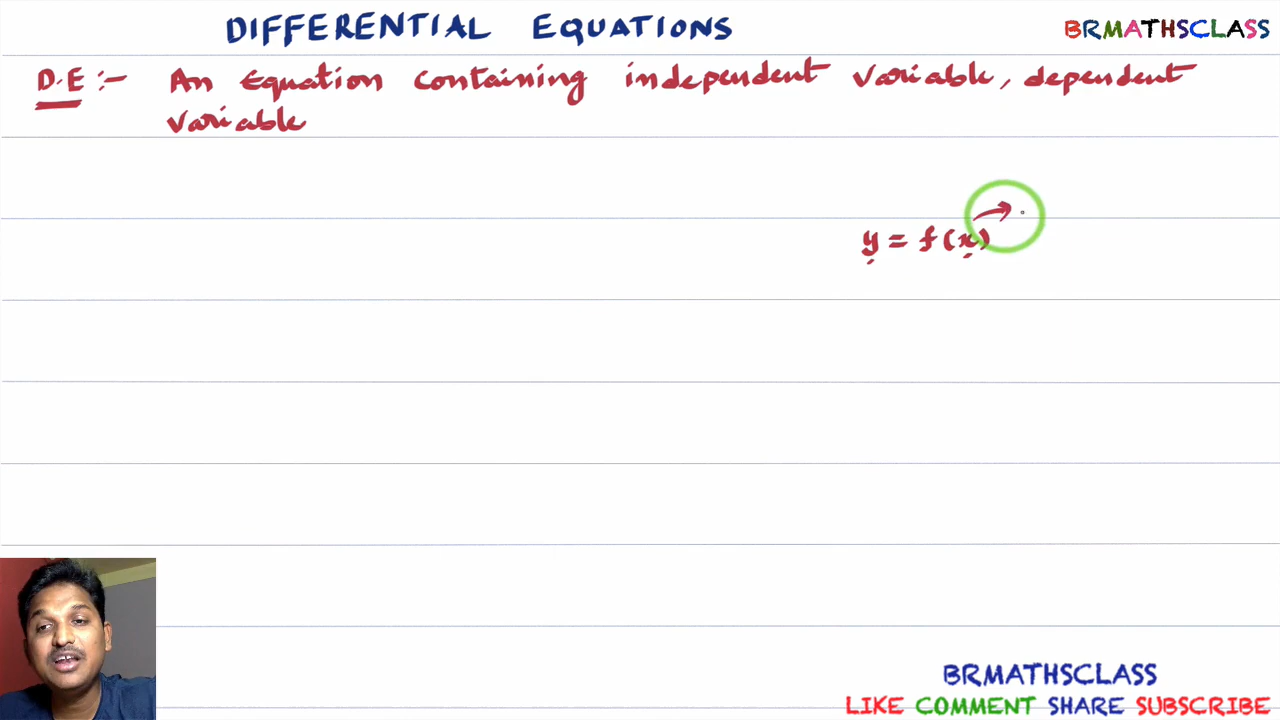 DIFFERENTIAL EQUATIONS
BRMATHSCLASS
D.E :- An Equation containing independent variable, dependent
variable
y = f(x)
BRMATHSCLASS
LIKE COMMENT SHARE SUBSCRIBE